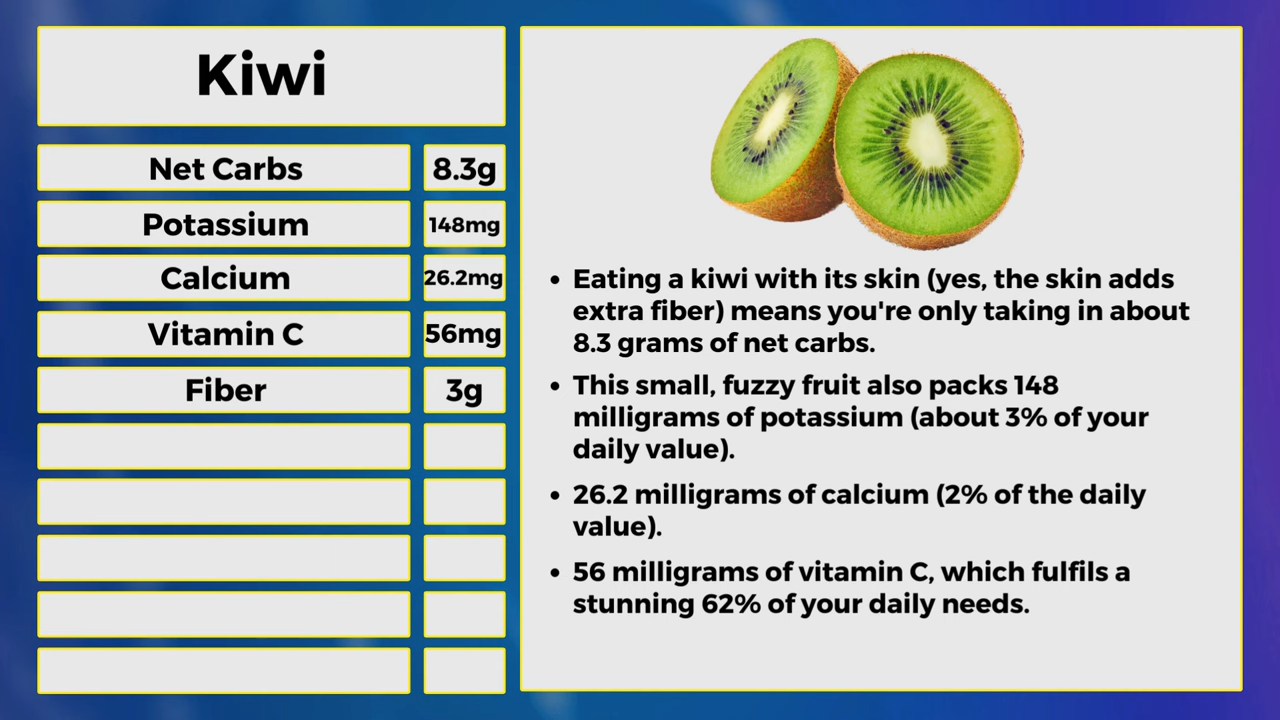 Kiwi
Net Carbs 8.3g
Potassium 148mg
Calcium 26.2mg
Vitamin C 56mg
Fiber 3g
• Eating a kiwi with its skin (yes, the skin adds
extra fiber) means you're only taking in about
8.3 grams of net carbs.
• This small, fuzzy fruit also packs 148
milligrams of potassium (about 3% of your
daily value).
• 26.2 milligrams of calcium (2% of the daily
value).
• 56 milligrams of vitamin C, which fulfils a
stunning 62% of your daily needs.